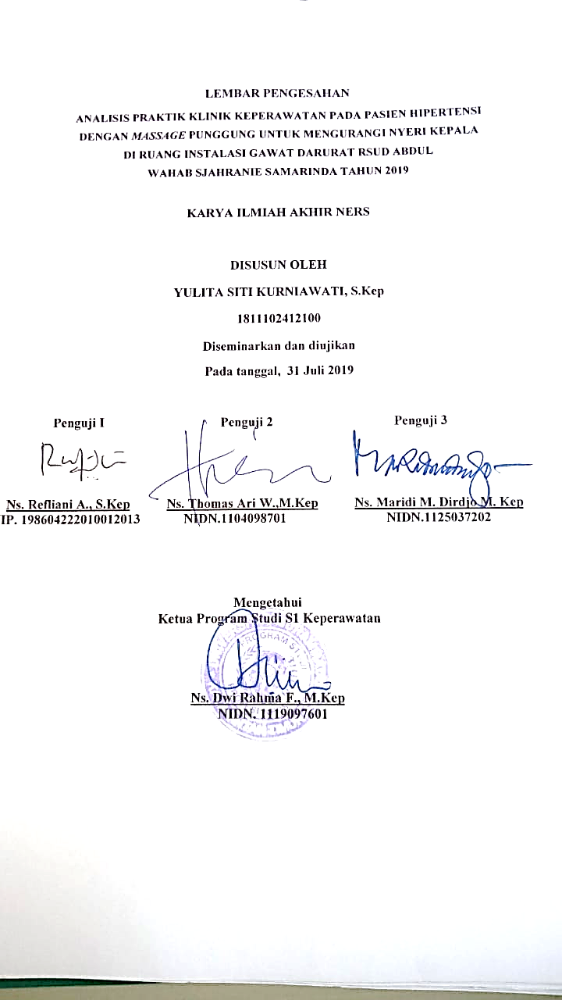 LEMBAR PENGESAHAN
ANALISIS PRAKTIK KLINIK KEPERAWATAN PADA PASIEN HIPERTENSI
DENGAN MASSAGE PUNGGUNG UNTUK MENGURANGI NYERI KEPALA
DI RUANG INSTALASI GAWAT DARURAT RSUD ABDUL
WAHAB SJAHRANIE SAMARINDA TAHUN 2019
KARYA ILMIAH AKHIR NERS
DISUSUN OLEH
YULITA SITI KURNIAWATI, S.Kep
1811102412100
Diseminarkan dan diujikan
Pada tanggal, 31 Juli 2019
Penguji I Penguji 2 Penguji 3
Ns. Refliani A., S.Kep Ns. Thomas Ari W.,M.Kep Ns. Maridi M. Dirdjo M. Kep
IP. 198604222010012013 NIDN.1104098701 NIDN.1125037202
Mengetahui
Ketua Program Studi S1 Keperawatan
PROGRAM STUDI
Ns. Dwi Rahma F., M.Kep
NIDN. 1119097601